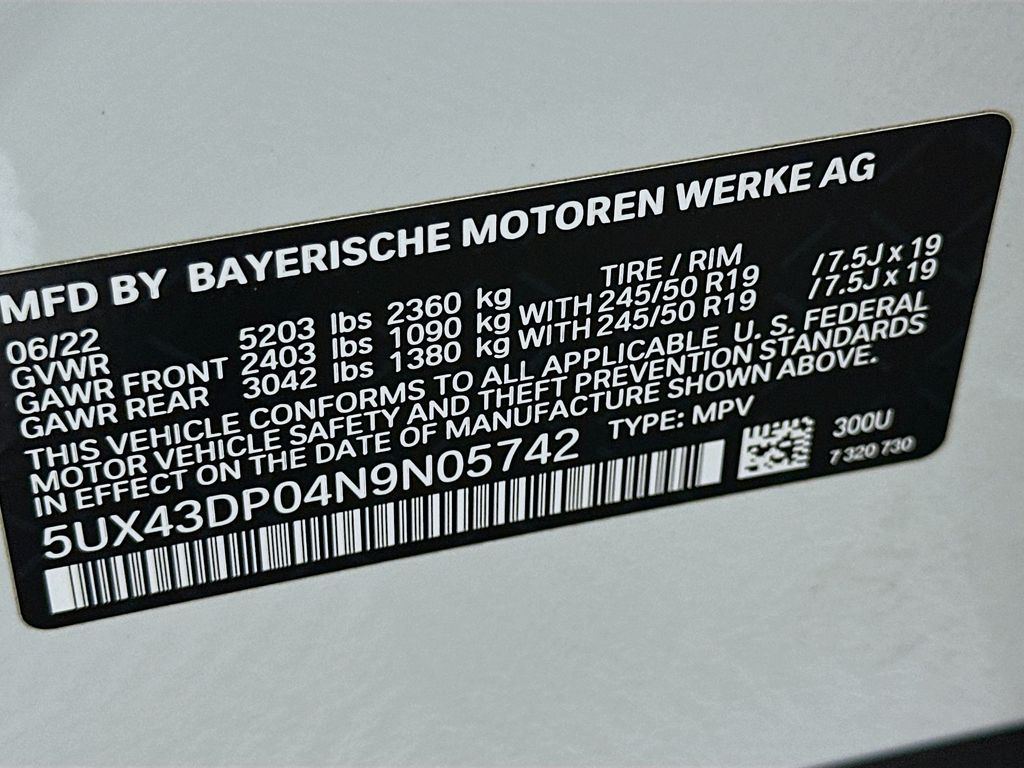 MFD BY BAYERISCHE MOTOREN WERKE AG
06/22 TIRE / RIM
GVWR 5203 lbs 2360 kg
GAWR FRONT 2403 lbs 1090 kg WITH 245/50 R19 / 7.5J x 19
GAWR REAR 3042 lbs 1380 kg WITH 245/50 R19 / 7.5J x 19
THIS VEHICLE CONFORMS TO ALL APPLICABLE U. S. FEDERAL
MOTOR VEHICLE SAFETY AND THEFT PREVENTION STANDARDS
IN EFFECT ON THE DATE OF MANUFACTURE SHOWN ABOVE.
5UX43DP04N9N05742 TYPE: MPV
300U
7 320 730